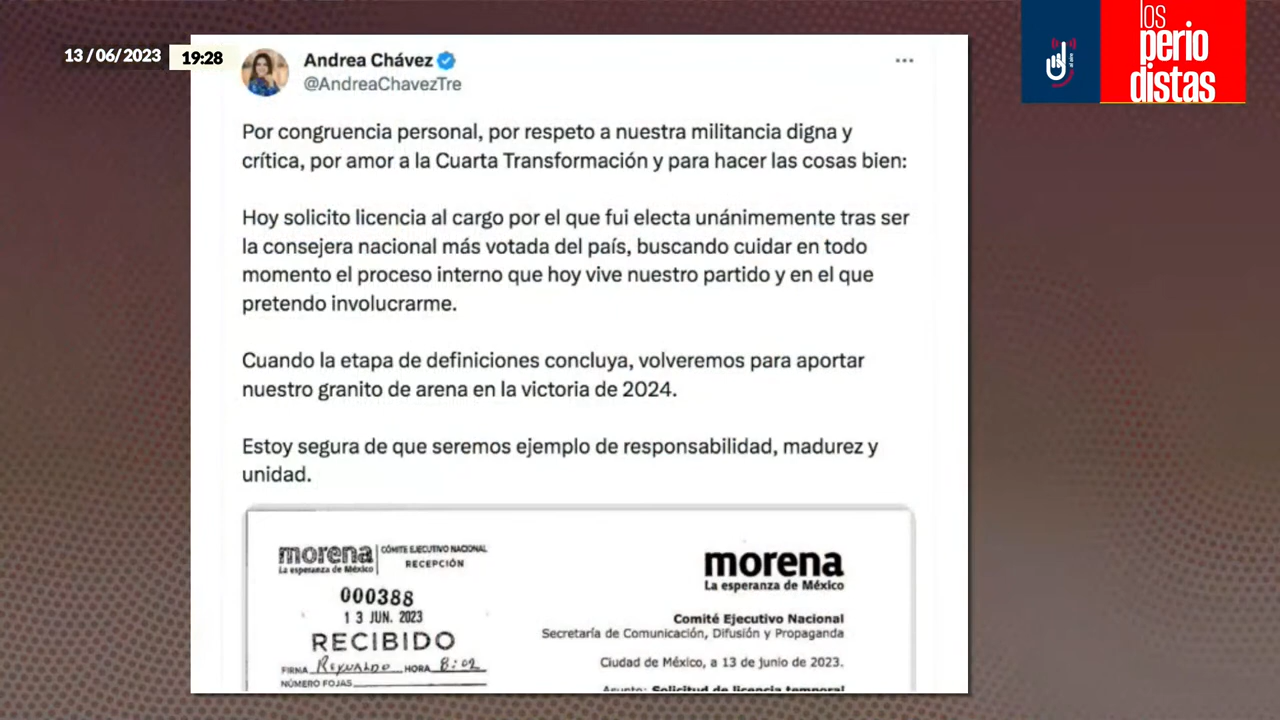 13/06/2023 19:28
los
perio
distas
Andrea Chávez
@AndreaChavezTre
Por congruencia personal, por respeto a nuestra militancia digna y
crítica, por amor a la Cuarta Transformación y para hacer las cosas bien:
Hoy solicito licencia al cargo por el que fui electa unánimemente tras ser
la consejera nacional más votada del país, buscando cuidar en todo
momento el proceso interno que hoy vive nuestro partido y en el que
pretendo involucrarme.
Cuando la etapa de definiciones concluya, volveremos para aportar
nuestro granito de arena en la victoria de 2024.
Estoy segura de que seremos ejemplo de responsabilidad, madurez y
unidad.
morena
La esperanza de México
CÓMITE EJECUTIVO NACIONAL
RECEPCIÓN
000388
13 JUN. 2023
RECIBIDO
FIRMA Reynaldo HORA 8:02
NÚMERO FOJAS
morena
La esperanza de México
Comité Ejecutivo Nacional
Secretaría de Comunicación, Difusión y Propaganda
Ciudad de México, a 13 de junio de 2023.
Asunto: Solicitud de licencia temporal